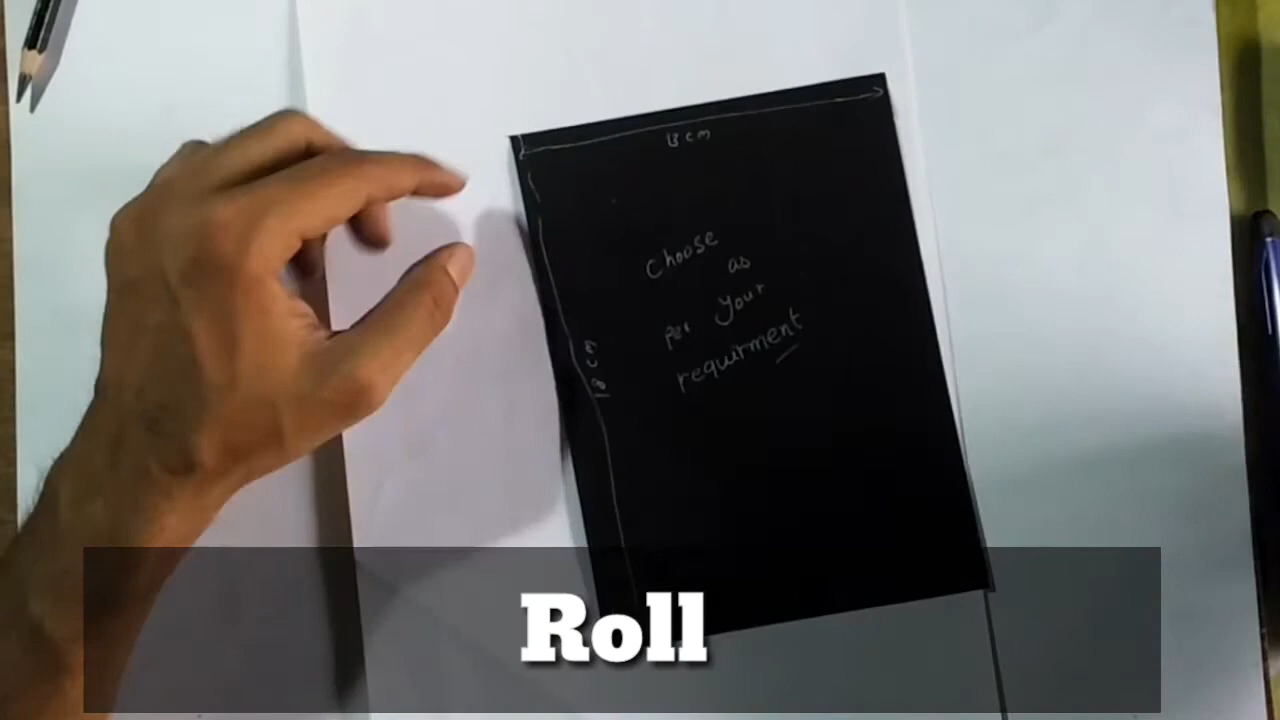 13 cm
Choose
as
per your
requirment
18 cm
Roll